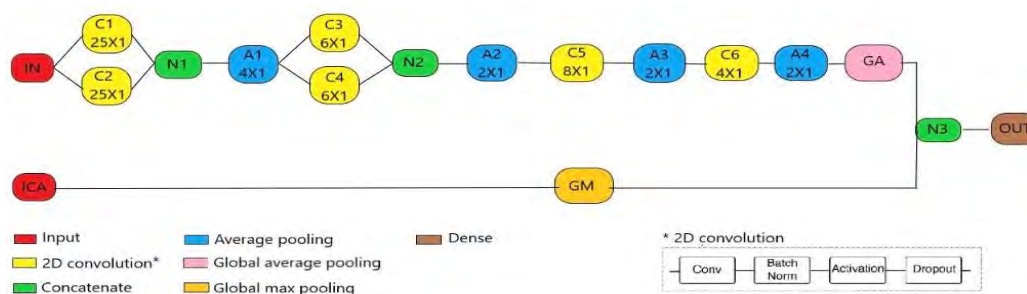 IN
C1
25X1
C2
25X1
N1
A1
4X1
C3
6X1
C4
6X1
N2
A2
2X1
C5
8X1
A3
2X1
C6
4X1
A4
2X1
GA
N3
OUT
ICA
GM
Input
2D convolution*
Concatenate
Average pooling
Global average pooling
Global max pooling
Dense
* 2D convolution
Conv
Batch
Norm
Activation
Dropout